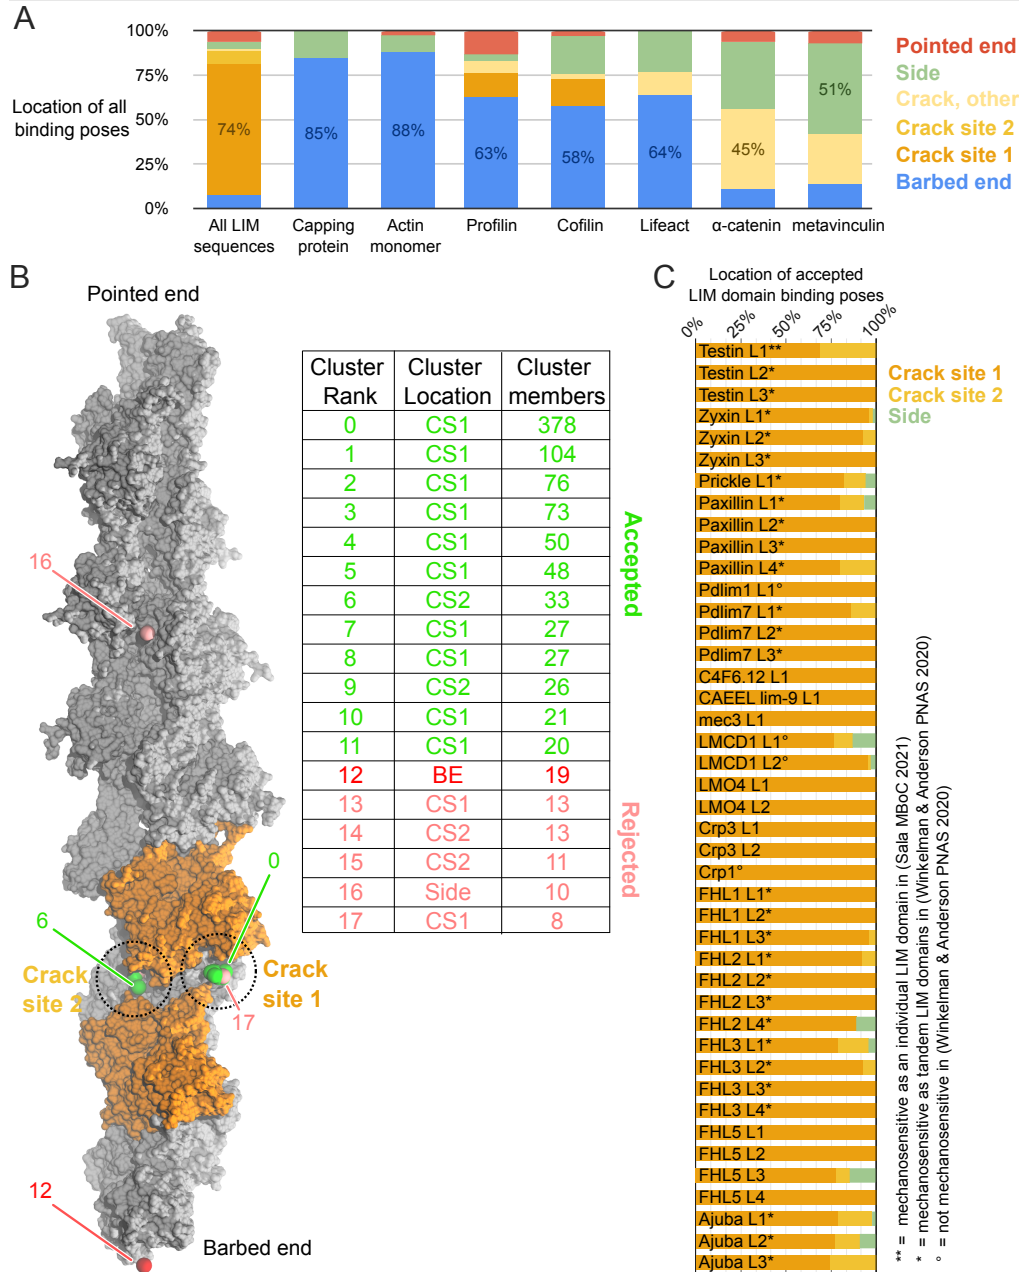 A
100%
75%
50%
25%
0%
Location of all
binding poses
74%
85%
88%
63%
58%
64%
45%
51%
All LIM
sequences
Capping
protein
Actin
monomer
Profilin
Cofilin
Lifeact
α-catenin
metavinculin
Pointed end
Side
Crack, other
Crack site 2
Crack site 1
Barbed end
B
Pointed end
16
0
6
Crack
site 2
Crack
site 1
17
12
Barbed end
Cluster Rank Cluster Location Cluster members
0 CS1 378
1 CS1 104
2 CS1 76
3 CS1 73
4 CS1 50
5 CS1 48
6 CS2 33
7 CS1 27
8 CS1 27
9 CS2 26
10 CS1 21
11 CS1 20
12 BE 19
13 CS1 13
14 CS2 13
15 CS2 11
16 Side 10
17 CS1 8
Accepted
Rejected
C
Location of accepted
LIM domain binding poses
0% 25% 50% 75% 100%
Testin L1**
Testin L2*
Testin L3*
Zyxin L1*
Zyxin L2*
Zyxin L3*
Prickle L1*
Paxillin L1*
Paxillin L2*
Paxillin L3*
Paxillin L4*
Pdlim1 L1°
Pdlim7 L1*
Pdlim7 L2*
Pdlim7 L3*
C4F6.12 L1
CAEEL lim-9 L1
mec3 L1
LMCD1 L1°
LMCD1 L2°
LMO4 L1
LMO4 L2
Crp3 L1
Crp3 L2
Crp1°
FHL1 L1*
FHL1 L2*
FHL1 L3*
FHL2 L1*
FHL2 L2*
FHL2 L3*
FHL2 L4*
FHL3 L1*
FHL3 L2*
FHL3 L3*
FHL3 L4*
FHL5 L1
FHL5 L2
FHL5 L3
FHL5 L4
Ajuba L1*
Ajuba L2*
Ajuba L3*
Crack site 1
Crack site 2
Side
** = mechanosensitive as an individual LIM domain in (Sala MBoC 2021)
* = mechanosensitive as tandem LIM domains in (Winkelman & Anderson PNAS 2020)
° = not mechanosensitive in (Winkelman & Anderson PNAS 2020)